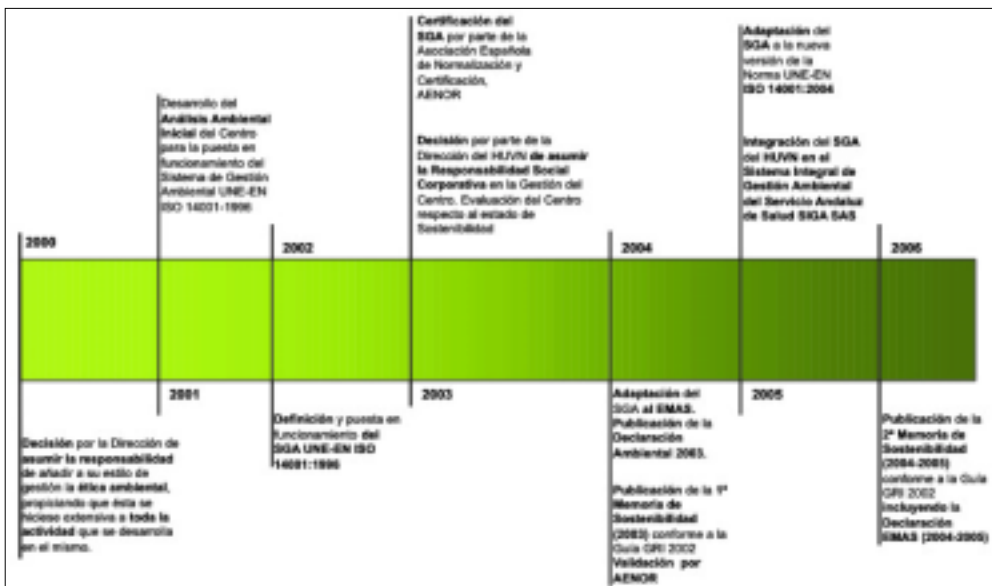 2000
Decisión por la Dirección de
asumir la responsabilidad
de añadir a su estilo de
gestión la ética ambiental,
propiciando que ésta se
hiciese extensiva a toda la
actividad que se desarrolla
en el mismo.
Desarrollo del
Análisis Ambiental
Inicial del Centro
para la puesta en
funcionamiento del
Sistema de Gestión
Ambiental UNE-EN
ISO 14001:1996
2001
2002
Definición y puesta en
funcionamiento del
SGA UNE-EN ISO
14001:1996
Certificación del
SGA por parte de la
Asociación Española
de Normalización y
Certificación,
AENOR
Decisión por parte de la
Dirección del HUVN de asumir
la Responsabilidad Social
Corporativa en la Gestión del
Centro. Evaluación del Centro
respecto al estado de
Sostenibilidad
2003
2004
Adaptación del
SGA al EMAS.
Publicación de la
Declaración
Ambiental 2003.
Publicación de la 1ª
Memoria de
Sostenibilidad
(2003) conforme a la
Guía GRI 2002
Validación por
AENOR
Adaptación del
SGA a la nueva
versión de la
Norma UNE-EN
ISO 14001:2004
Integración del SGA
del HUVN en el
Sistema Integral de
Gestión Ambiental
del Servicio Andaluz
de Salud SIGA SAS
2005
2006
Publicación de la
2ª Memoria de
Sostenibilidad
(2004-2005)
conforme a la Guía
GRI 2002
incluyendo la
Declaración
EMAS (2004-2005)